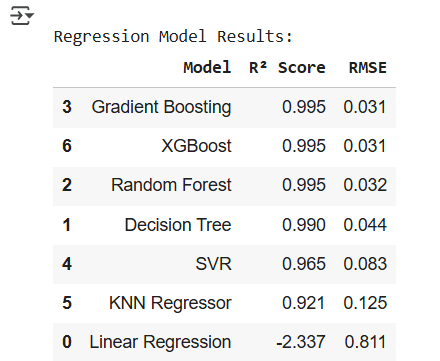 Regression Model Results:
Model R² Score RMSE
3 Gradient Boosting 0.995 0.031
6 XGBoost 0.995 0.031
2 Random Forest 0.995 0.032
1 Decision Tree 0.990 0.044
4 SVR 0.965 0.083
5 KNN Regressor 0.921 0.125
0 Linear Regression -2.337 0.811